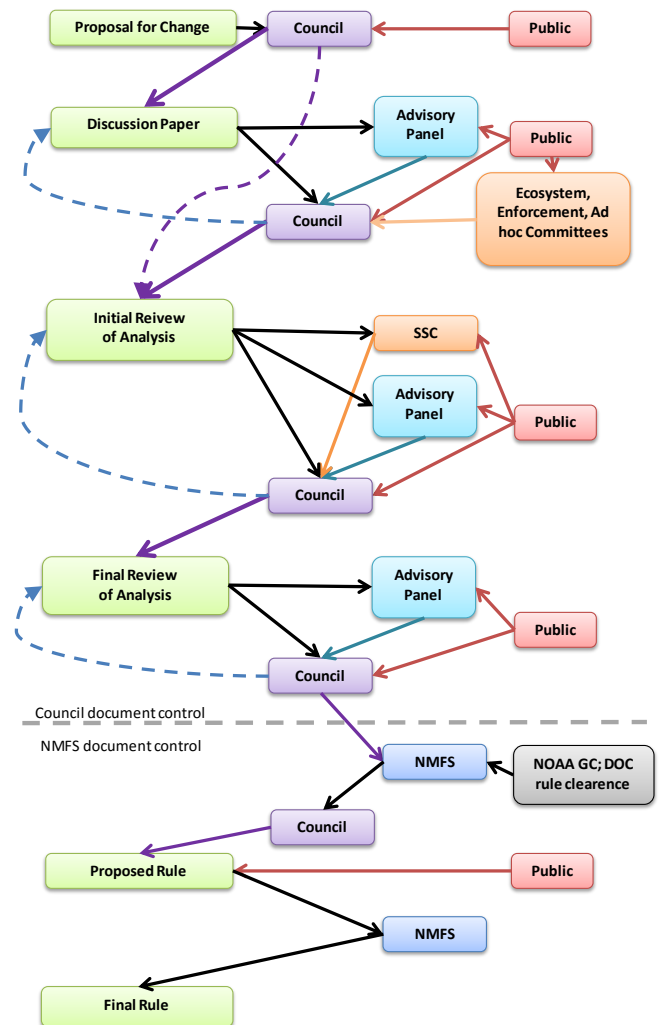 Proposal for Change
Council
Public
Discussion Paper
Advisory
Panel
Public
Ecosystem,
Enforcement, Ad
hoc Committees
Council
Initial Reivew
of Analysis
SSC
Advisory
Panel
Public
Council
Final Review
of Analysis
Advisory
Panel
Public
Council
Council document control
NMFS document control
NMFS
NOAA GC; DOC
rule clearence
Council
Proposed Rule
Public
NMFS
Final Rule